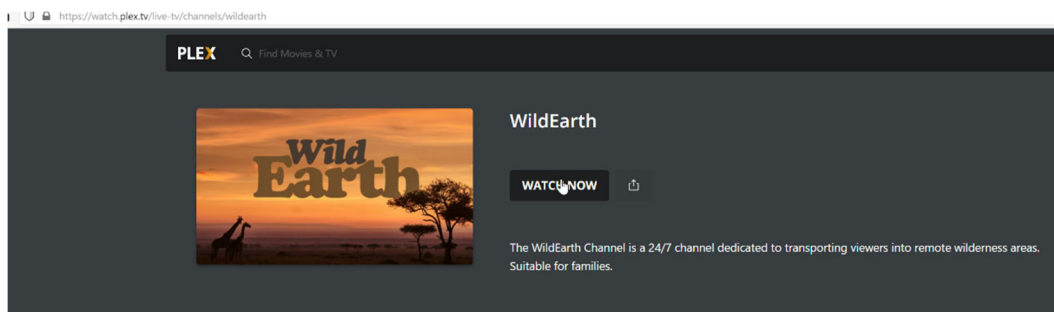 https://watch.plex.tv/live-tv/channels/wildearth
PLEX
Find Movies & TV
Wild
Earth
WildEarth
WATCH NOW
The WildEarth Channel is a 24/7 channel dedicated to transporting viewers into remote wilderness areas.
Suitable for families.